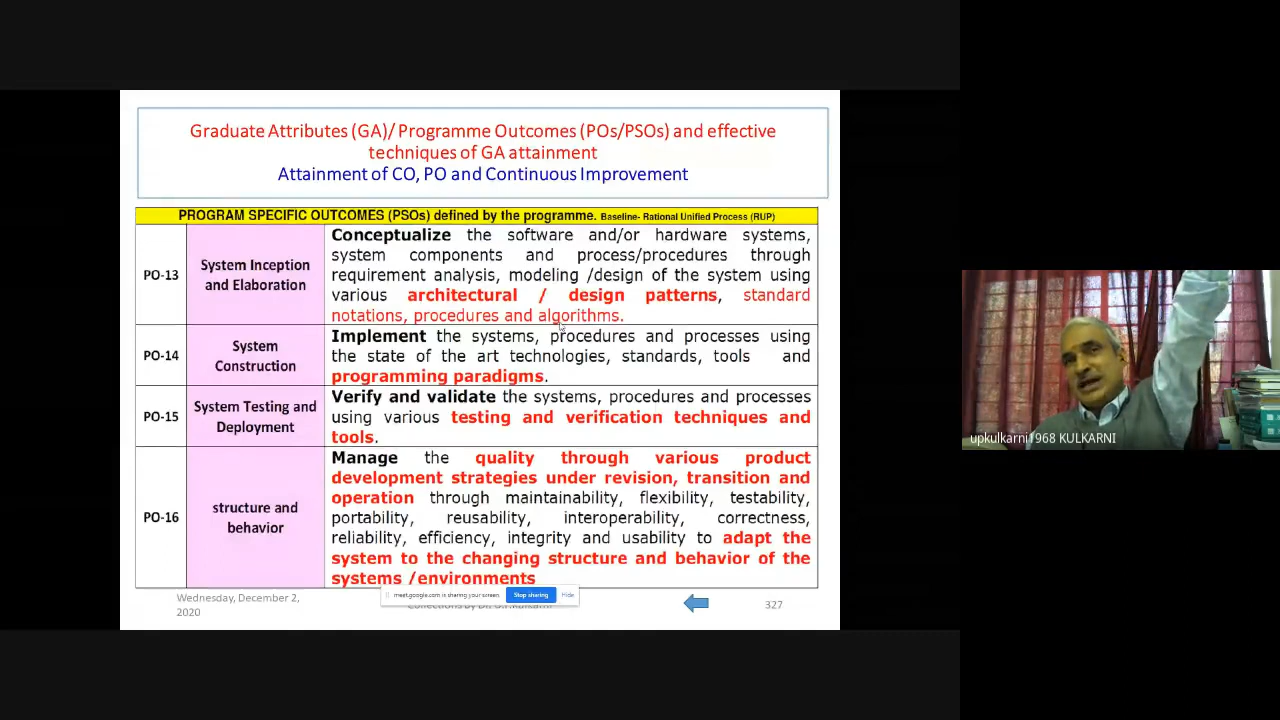 Graduate Attributes (GA)/ Programme Outcomes (POs/PSOs) and effective
techniques of GA attainment
Attainment of CO, PO and Continuous Improvement
PROGRAM SPECIFIC OUTCOMES (PSOs) defined by the programme. Baseline- Rational Unified Process (RUP)
PO-13
System Inception
and Elaboration
Conceptualize the software and/or hardware systems,
system components and process/procedures through
requirement analysis, modeling /design of the system using
various architectural / design patterns, standard
notations, procedures and algorithms.
PO-14
System
Construction
Implement the systems, procedures and processes using
the state of the art technologies, standards, tools and
programming paradigms.
PO-15
System Testing and
Deployment
Verify and validate the systems, procedures and processes
using various testing and verification techniques and
tools.
PO-16
structure and
behavior
Manage the quality through various product
development strategies under revision, transition and
operation through maintainability, flexibility, testability,
portability, reusability, interoperability, correctness,
reliability, efficiency, integrity and usability to adapt the
system to the changing structure and behavior of the
systems /environments
Wednesday, December 2,
2020
meet.google.com is sharing your screen.
Stop sharing
Hide
327
upkulkarni1968 KULKARNI